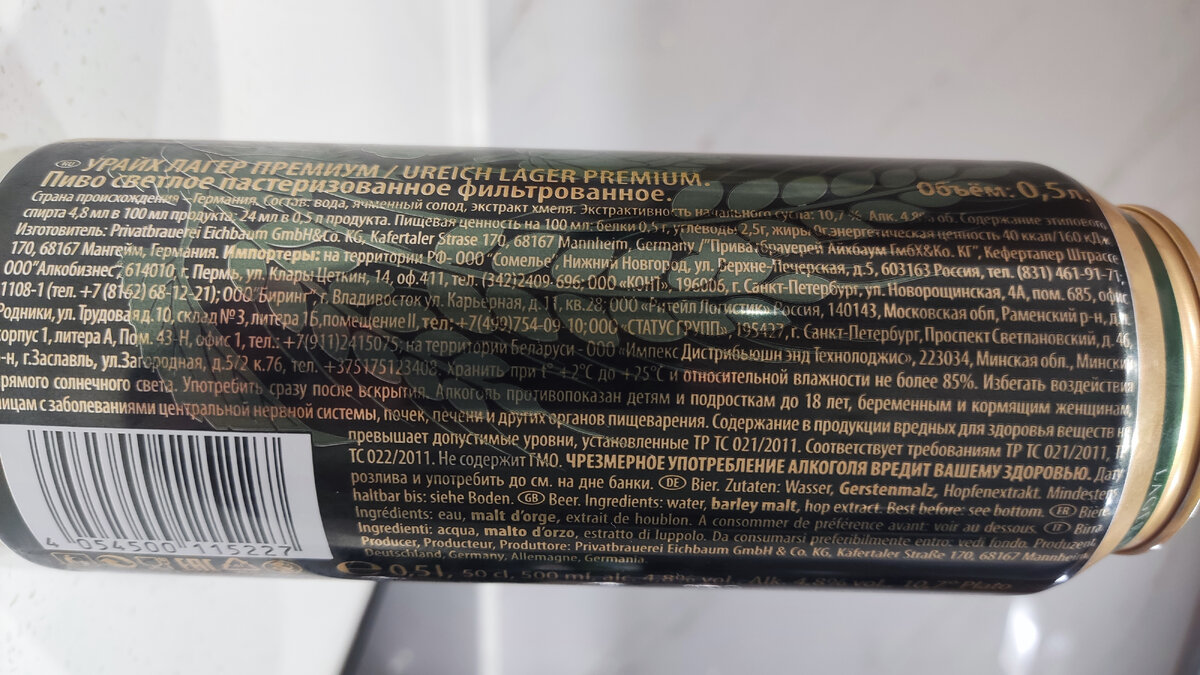 RU УРАЙХ ЛАГЕР ПРЕМИУМ / UREICH LAGER PREMIUM.
Пиво светлое пастеризованное фильтрованное. Объём: 0,5л.
Страна происхождения Германия. Состав: вода, ячменный солод, экстракт хмеля. Экстрактивность начального сусла: 10,7 %. Алк. 4,8% об. Содержание этилового
спирта 4,8 мл в 100 мл продукта; 24 мл в 0,5 л продукта. Пищевая ценность на 100 мл: белки 0,5г, углеводы 2,5г, жиры 0г, энергетическая ценность 40 ккал/160 кДж.
Изготовитель: Privatbrauerei Eichbaum GmbH&Co. KG, Kafertaler Strase 170, 68167 Mannheim, Germany /"Приватбрауерей Айхбаум ГмбХ&Ко. КГ", Кеферталер Штрассе
170, 68167 Мангейм, Германия. Импортеры: на территории РФ- ООО "Сомелье", Нижний Новгород, ул. Верхне-Печерская, д.5, 603163 Россия, тел. (831) 461-91-71;
ООО"Алкобизнес", 614010, г. Пермь, ул. Клары Цеткин, 14, оф.411, тел. (342)2409-696; ООО «КОНТ», 196006, г. Санкт-Петербург, ул. Новорощинская, 4А, пом. 685, офис
1108-1 (тел. +7 (8162) 68- 21); ООО"Биринг", г. Владивосток ул. Карьерная, д. 11, кв.28; ООО «Ритейл Лог Россия, 140143, Московская обл., Раменский р-н, д.п.
Родники, ул. Трудовая д.10, склад №3, литера 1Б, помещение II, тел.: +7(499)754-09-10; ООО «СТАТУС ГРУПП», 195427, г. Санкт-Петербург, Проспект Светлановский, д. 46,
корпус 1, литера А, Пом. 43-Н, офис 1, тел.: +7(911)2415075, на территории Беларуси - ООО «Импекс Дистрибьюшн энд Технолоджис», 223034, Минская обл., Минский
р-н, г.Заславль, ул.Загородная, д.5/2 к.76, тел. +375175123408. Хранить при t° +2°C до +25°C и относительной влажности не более 85%. Избегать воздействия
прямого солнечного света. Употребить сразу после вскрытия. Алкоголь противопоказан детям и подросткам до 18 лет, беременным и кормящим женщинам,
лицам с заболеваниями центральной нервной системы, почек, печени и других органов пищеварения. Содержание в продукции вредных для здоровья веществ не
превышает допустимые уровни, установленные ТР ТС 021/2011. Соответствует требованиям ТР ТС 021/2011,
ТС 022/2011. Не содержит ГМО. ЧРЕЗМЕРНОЕ УПОТРЕБЛЕНИЕ АЛКОГОЛЯ ВРЕДИТ ВАШЕМУ ЗДОРОВЬЮ. Дату
розлива и употребить до см. на дне банки. DE Bier. Zutaten: Wasser, Gerstenmalz, Hopfenextrakt. Mindestens
haltbar bis: siehe Boden. GB Beer. Ingredients: water, barley malt, hop extract. Best before: see bottom. FR Bière.
Ingrédients: eau, malt d'orge, extrait de houblon. A consommer de préférence avant: voir au dessous. IT Birra
Ingredienti: acqua, malto d'orzo, estratto di luppolo. Da consumarsi preferibilmente entro: vedi fondo. Produzent,
Producer, Producteur, Produttore: Privatbrauerei Eichbaum GmbH & Co. KG, Kafertaler Straße 170, 68167 Mannheim
Deutschland, Germany, Allemagne, Germania.
4 054500 115227
e 0,5 l, 50 cl, 500 ml alc. 4,8% vol. - Alk. 4,8% vol. 10,7° Plato